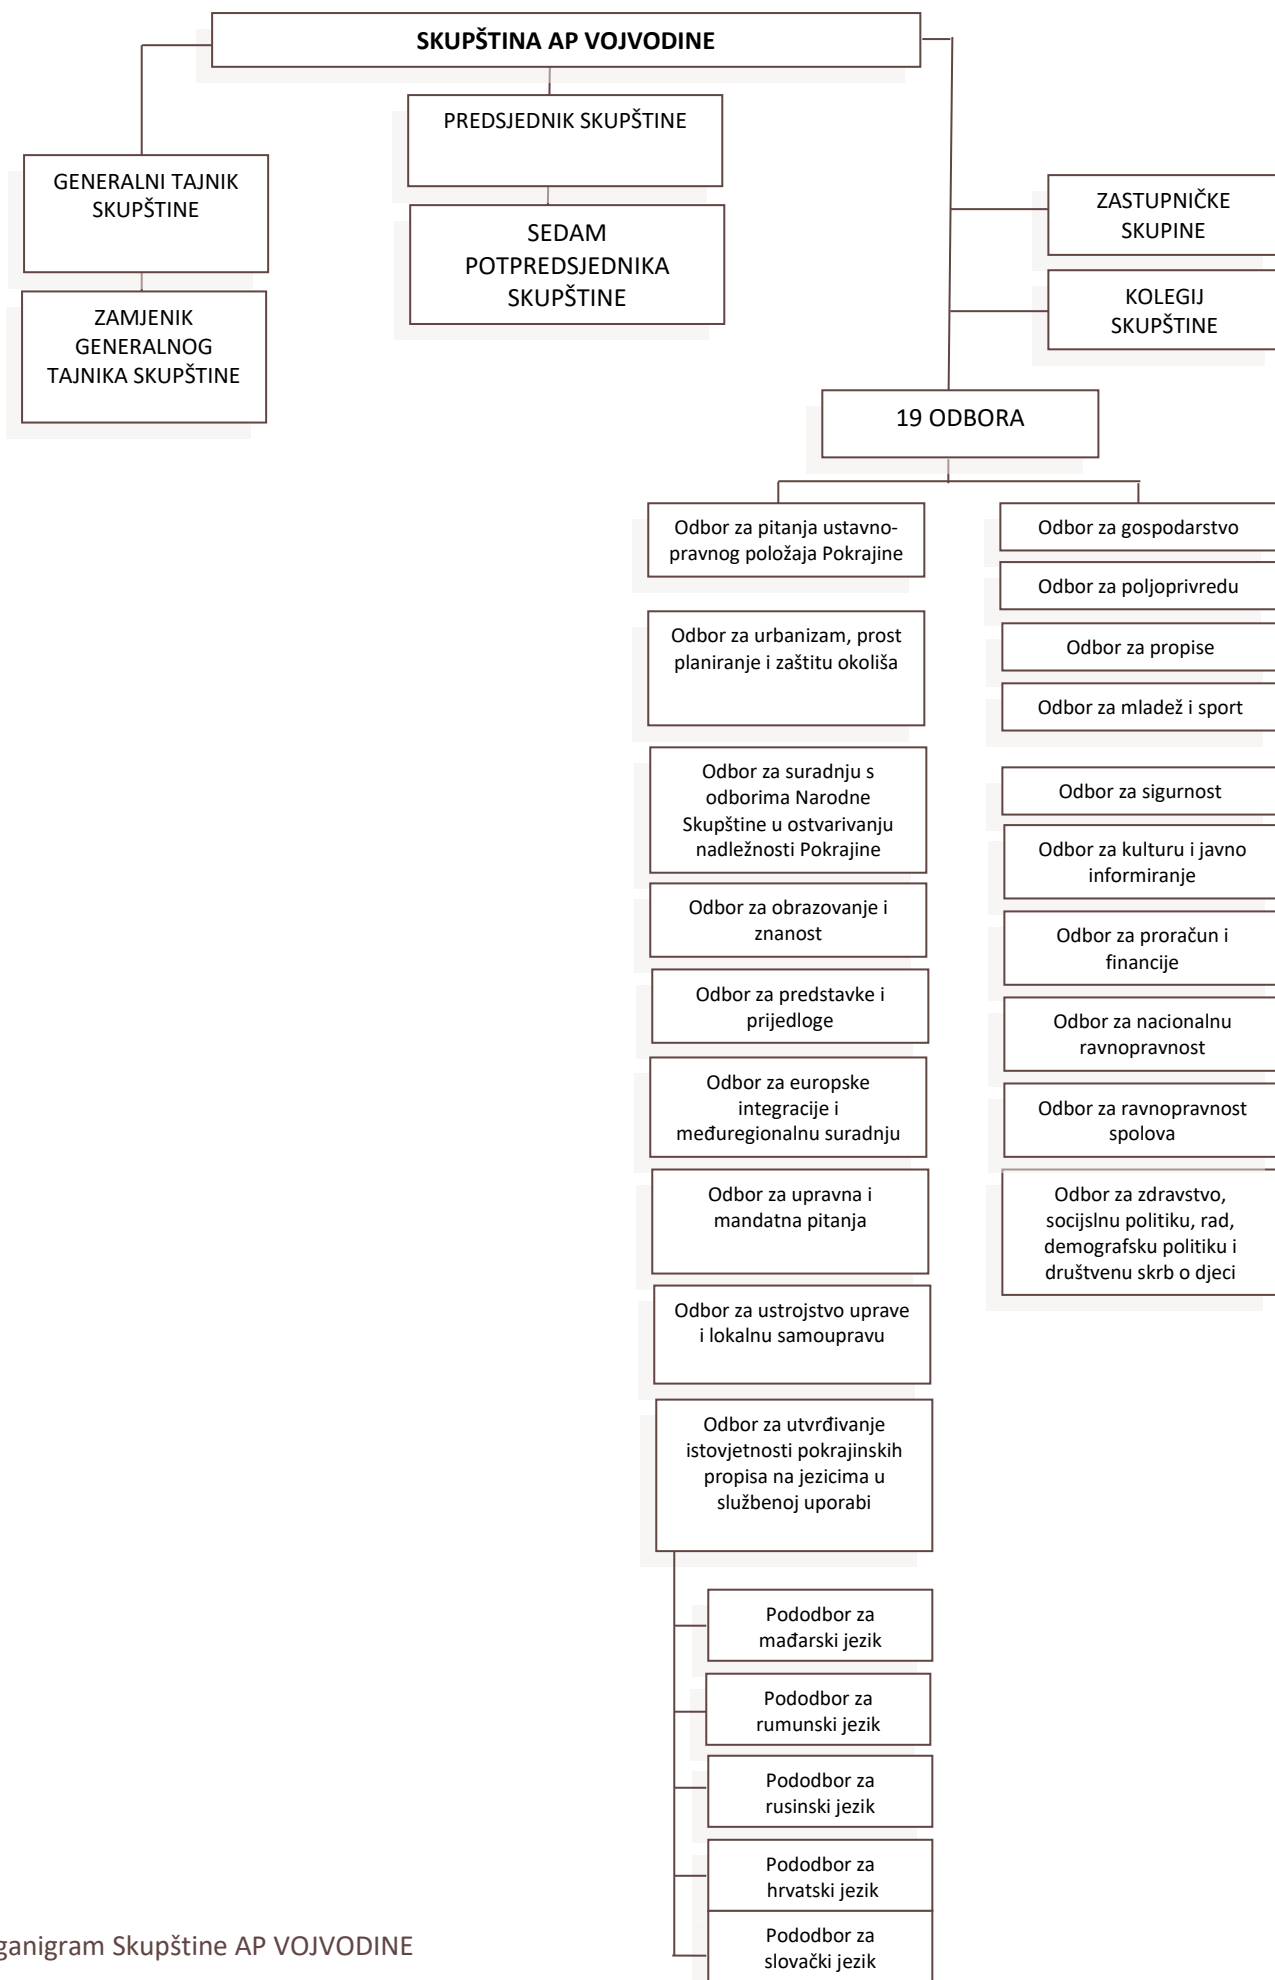 SKUPŠTINA AP VOJVODINE
PREDSJEDNIK SKUPŠTINE
GENERALNI TAJNIK
SKUPŠTINE
SEDAM
POTPREDSJEDNIKA
SKUPŠTINE
ZAMJENIK
GENERALNOG
TAJNIKA SKUPŠTINE
ZASTUPNIČKE
SKUPINE
KOLEGIJ
SKUPŠTINE
19 ODBORA
Odbor za pitanja ustavno-
pravnog položaja Pokrajine
Odbor za urbanizam, prost
planiranje i zaštitu okoliša
Odbor za suradnju s
odborima Narodne
Skupštine u ostvarivanju
nadležnosti Pokrajine
Odbor za obrazovanje i
znanost
Odbor za predstavke i
prijedloge
Odbor za europske
integracije i
međuregionalnu suradnju
Odbor za upravna i
mandatna pitanja
Odbor za ustrojstvo uprave
i lokalnu samoupravu
Odbor za utvrđivanje
istovjetnosti pokrajinskih
propisa na jezicima u
službenoj uporabi
Pododbor za
mađarski jezik
Pododbor za
rumunski jezik
Pododbor za
rusinski jezik
Pododbor za
hrvatski jezik
Pododbor za
slovački jezik
Odbor za gospodarstvo
Odbor za poljoprivredu
Odbor za propise
Odbor za mladež i sport
Odbor za sigurnost
Odbor za kulturu i javno
informiranje
Odbor za proračun i
financije
Odbor za nacionalnu
ravnopravnost
Odbor za ravnopravnost
spolova
Odbor za zdravstvo,
socijslnu politiku, rad,
demografsku politiku i
društvenu skrb o djeci
ganigram Skupštine AP VOJVODINE